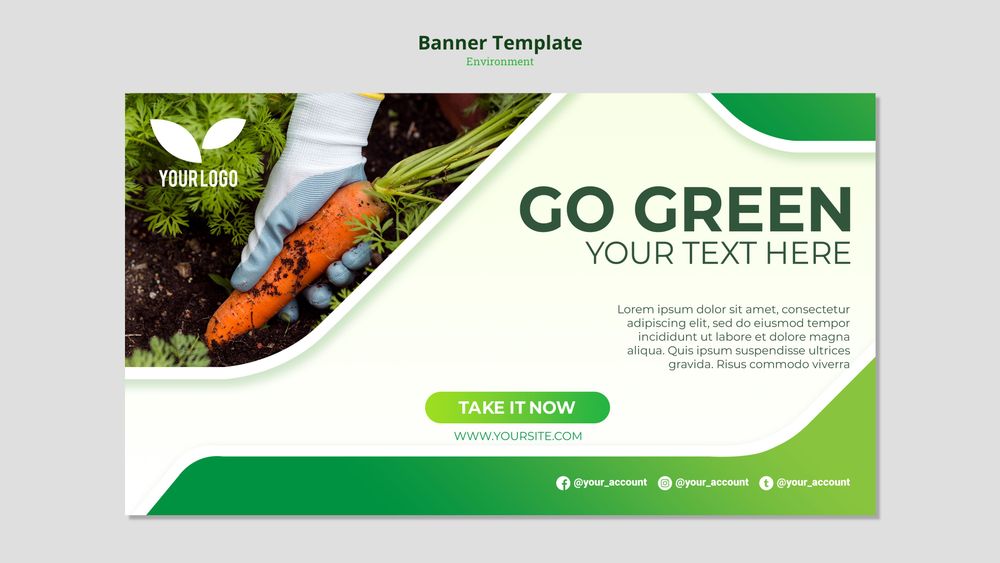 Banner Template
Environment
YOUR LOGO
GO GREEN
YOUR TEXT HERE
Lorem ipsum dolor sit amet, consectetur
adipiscing elit, sed do eiusmod tempor
incididunt ut labore et dolore magna
aliqua. Quis ipsum suspendisse ultrices
gravida. Risus commodo viverra
TAKE IT NOW
WWW.YOURSITE.COM
@your_account @your_account @your_account